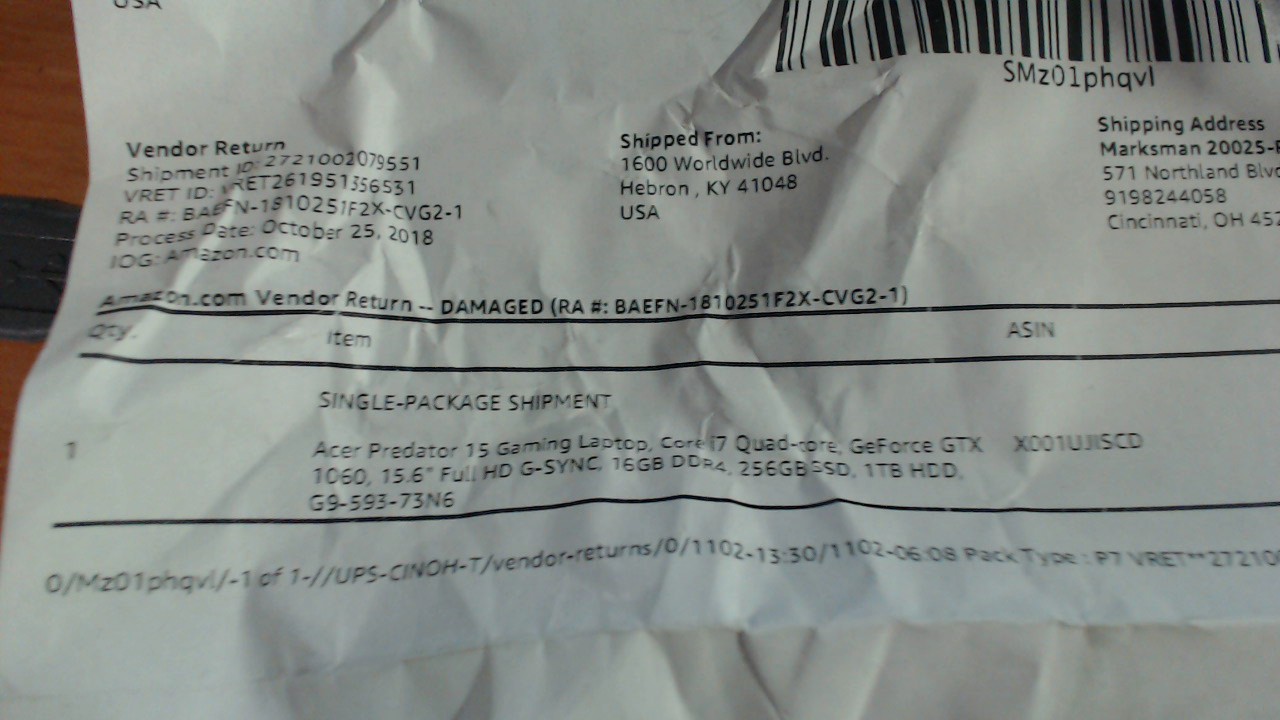 USA
SMz01phqvl
Vendor Return
Shipment ID: 2721002079551
VRET ID: VRET261951356531
RA #: BAEFN-1810251F2X-CVG2-1
Process Date: October 25, 2018
IOG: Amazon.com
Shipped From:
1600 Worldwide Blvd.
Hebron , KY 41048
USA
Shipping Address
Marksman 20025-
571 Northland Blv
9198244058
Cincinnati, OH 452
Amazon.com Vendor Return -- DAMAGED (RA #: BAEFN-1810251F2X-CVG2-1)
Qty. Item ASIN
SINGLE-PACKAGE SHIPMENT
1 Acer Predator 15 Gaming Laptop, Core i7 Quad-core, GeForce GTX X001UJISCD
1060, 15.6" Full HD G-SYNC, 16GB DDR4, 256GB SSD, 1TB HDD,
G9-593-73N6
0/Mz01phqvl/-1 of 1-//UPS-CINOH-T/vendor-returns/0/1102-13:30/1102-06:08 Pack Type : P7 VRET**27210